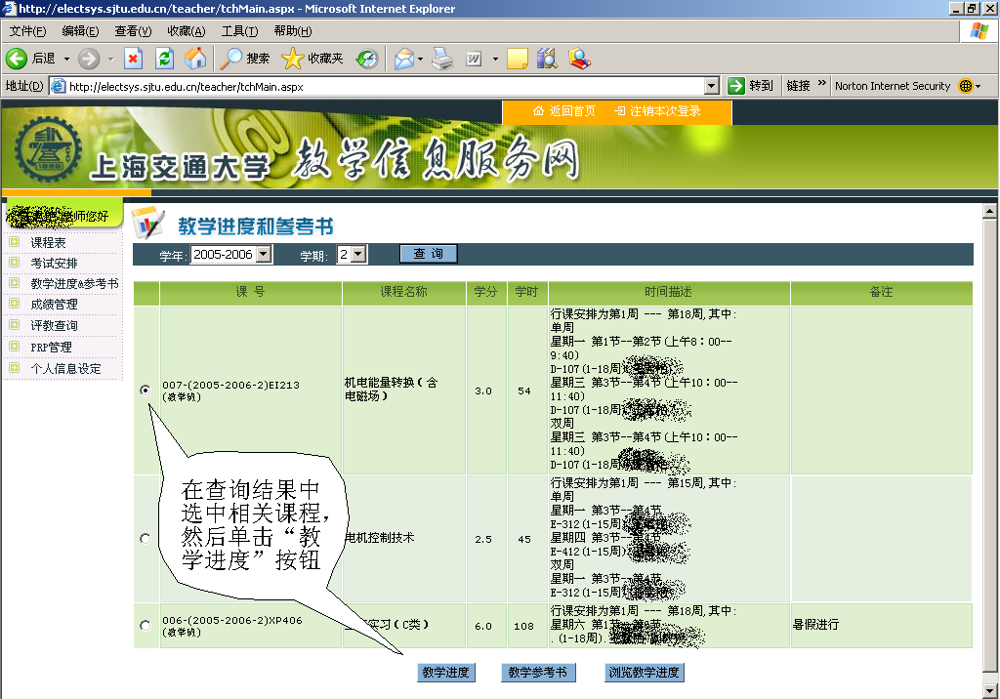 http://electsys.sjtu.edu.cn/teacher/tchMain.aspx - Microsoft Internet Explorer
文件(F) 编辑(E) 查看(V) 收藏(A) 工具(T) 帮助(H)
后退 搜索 收藏夹
地址(D) http://electsys.sjtu.edu.cn/teacher/tchMain.aspx 转到 链接 » Norton Internet Security
返回首页 注销本次登录
上海交通大学 教学信息服务网
师您好
课程表
考试安排
教学进度&参考书
成绩管理
评教查询
PRP管理
个人信息设定
教学进度和参考书
学年: 2005-2006 学期: 2 查 询
课 号 课程名称 学分 学时 时间描述 备注
007-(2005-2006-2)EI213
(教学班)
机电能量转换(含
电磁场)
3.0
54
行课安排为第1周 --- 第18周,其中:
单周
星期一 第1节--第2节(上午8：00--
9:40)
D-107(1-18周)
星期三 第3节--第4节(上午10：00--
11:40)
D-107(1-18周)
双周
星期三 第3节--第4节(上午10：00--
11:40)
D-107(1-18周)
在查询结果中
选中相关课程，
然后单击“教
学进度”按钮
电机控制技术
2.5
45
行课安排为第1周 --- 第15周,其中:
单周
星期一 第3节--第4节
E-312(1-15周)
星期四 第3节--第4节
E-412(1-15周)
双周
星期一 第3节--第4节
E-312(1-15周)
006-(2005-2006-2)XP406
(教学班)
实习(C类)
6.0
108
行课安排为第1周 --- 第18周,其中:
星期六 第1节--第8节
.(1-18周).
暑假进行
教学进度 教学参考书 浏览教学进度